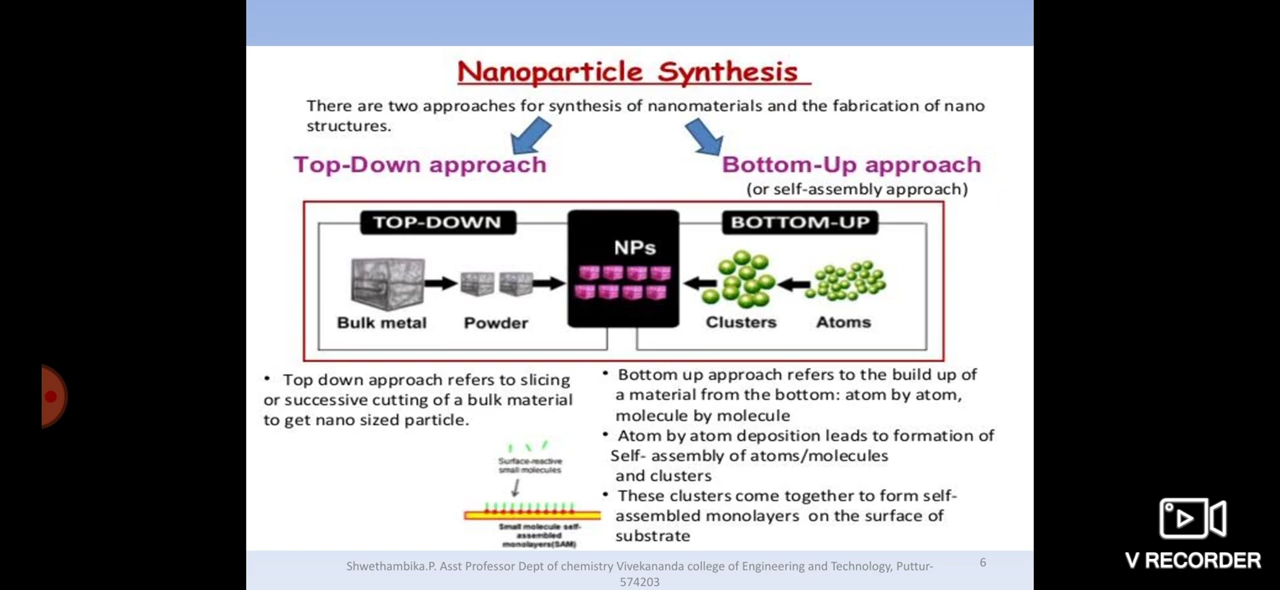 Nanoparticle Synthesis
There are two approaches for synthesis of nanomaterials and the fabrication of nano
structures.
Top-Down approach
Bottom-Up approach
(or self-assembly approach)
TOP-DOWN
BOTTOM-UP
NPs
Bulk metal
Powder
Clusters
Atoms
• Top down approach refers to slicing
or successive cutting of a bulk material
to get nano sized particle.
• Bottom up approach refers to the build up of
a material from the bottom: atom by atom,
molecule by molecule
• Atom by atom deposition leads to formation of
Self- assembly of atoms/molecules
and clusters
• These clusters come together to form self-
assembled monolayers on the surface of
substrate
Surface-reactive
small molecules
Small molecule self-
assembled
monolayers(SAM)
Shwethambika.P. Asst Professor Dept of chemistry Vivekananda college of Engineering and Technology, Puttur-
574203
6
V RECORDER